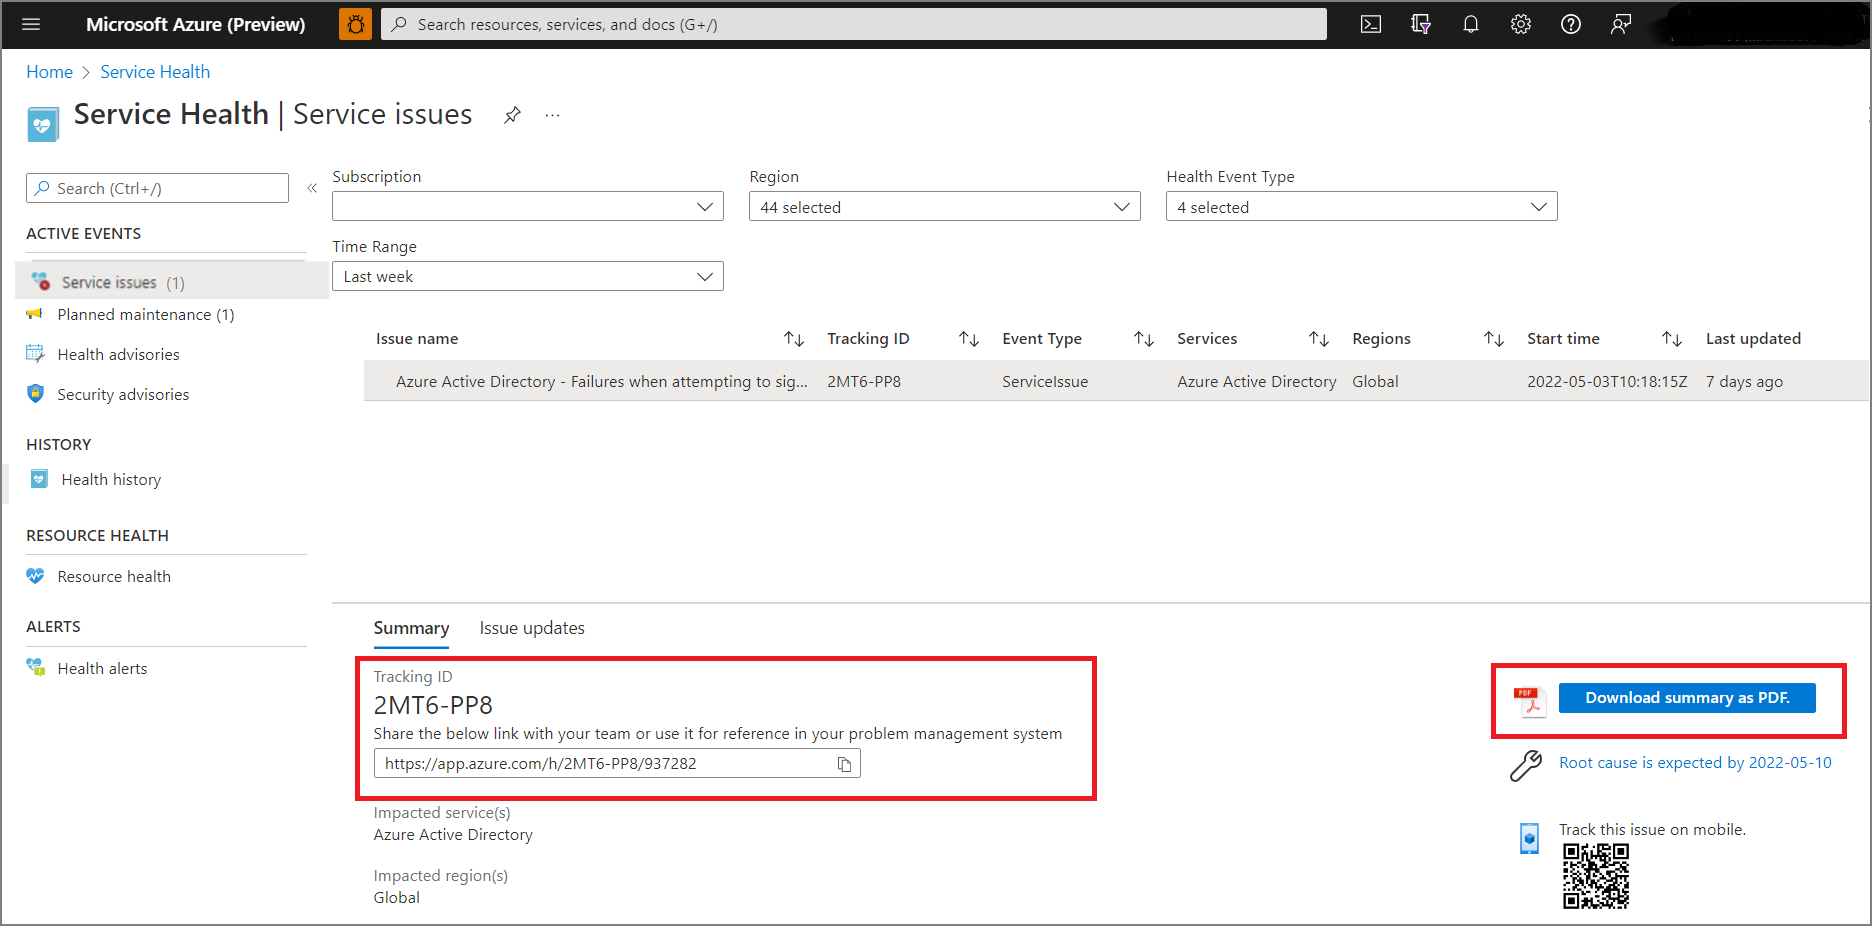 Microsoft Azure (Preview)
Search resources, services, and docs (G+/)
Home > Service Health
Service Health | Service issues
Search (Ctrl+/)
«
ACTIVE EVENTS
Service issues (1)
Planned maintenance (1)
Health advisories
Security advisories
HISTORY
Health history
RESOURCE HEALTH
Resource health
ALERTS
Health alerts
Subscription
Region
44 selected
Health Event Type
4 selected
Time Range
Last week
Issue name Tracking ID Event Type Services Regions Start time Last updated
Azure Active Directory - Failures when attempting to sig... 2MT6-PP8 ServiceIssue Azure Active Directory Global 2022-05-03T10:18:15Z 7 days ago
Summary Issue updates
Tracking ID
2MT6-PP8
Share the below link with your team or use it for reference in your problem management system
https://app.azure.com/h/2MT6-PP8/937282
Impacted service(s)
Azure Active Directory
Impacted region(s)
Global
PDF
Download summary as PDF.
Root cause is expected by 2022-05-10
Track this issue on mobile.